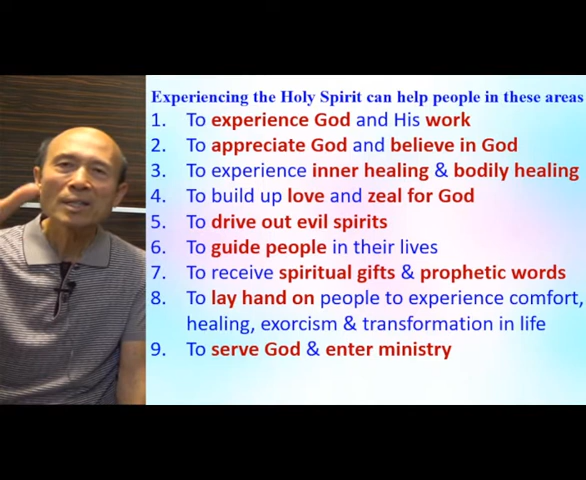 Experiencing the Holy Spirit can help people in these areas
1. To experience God and His work
2. To appreciate God and believe in God
3. To experience inner healing & bodily healing
4. To build up love and zeal for God
5. To drive out evil spirits
6. To guide people in their lives
7. To receive spiritual gifts & prophetic words
8. To lay hand on people to experience comfort,
healing, exorcism & transformation in life
9. To serve God & enter ministry